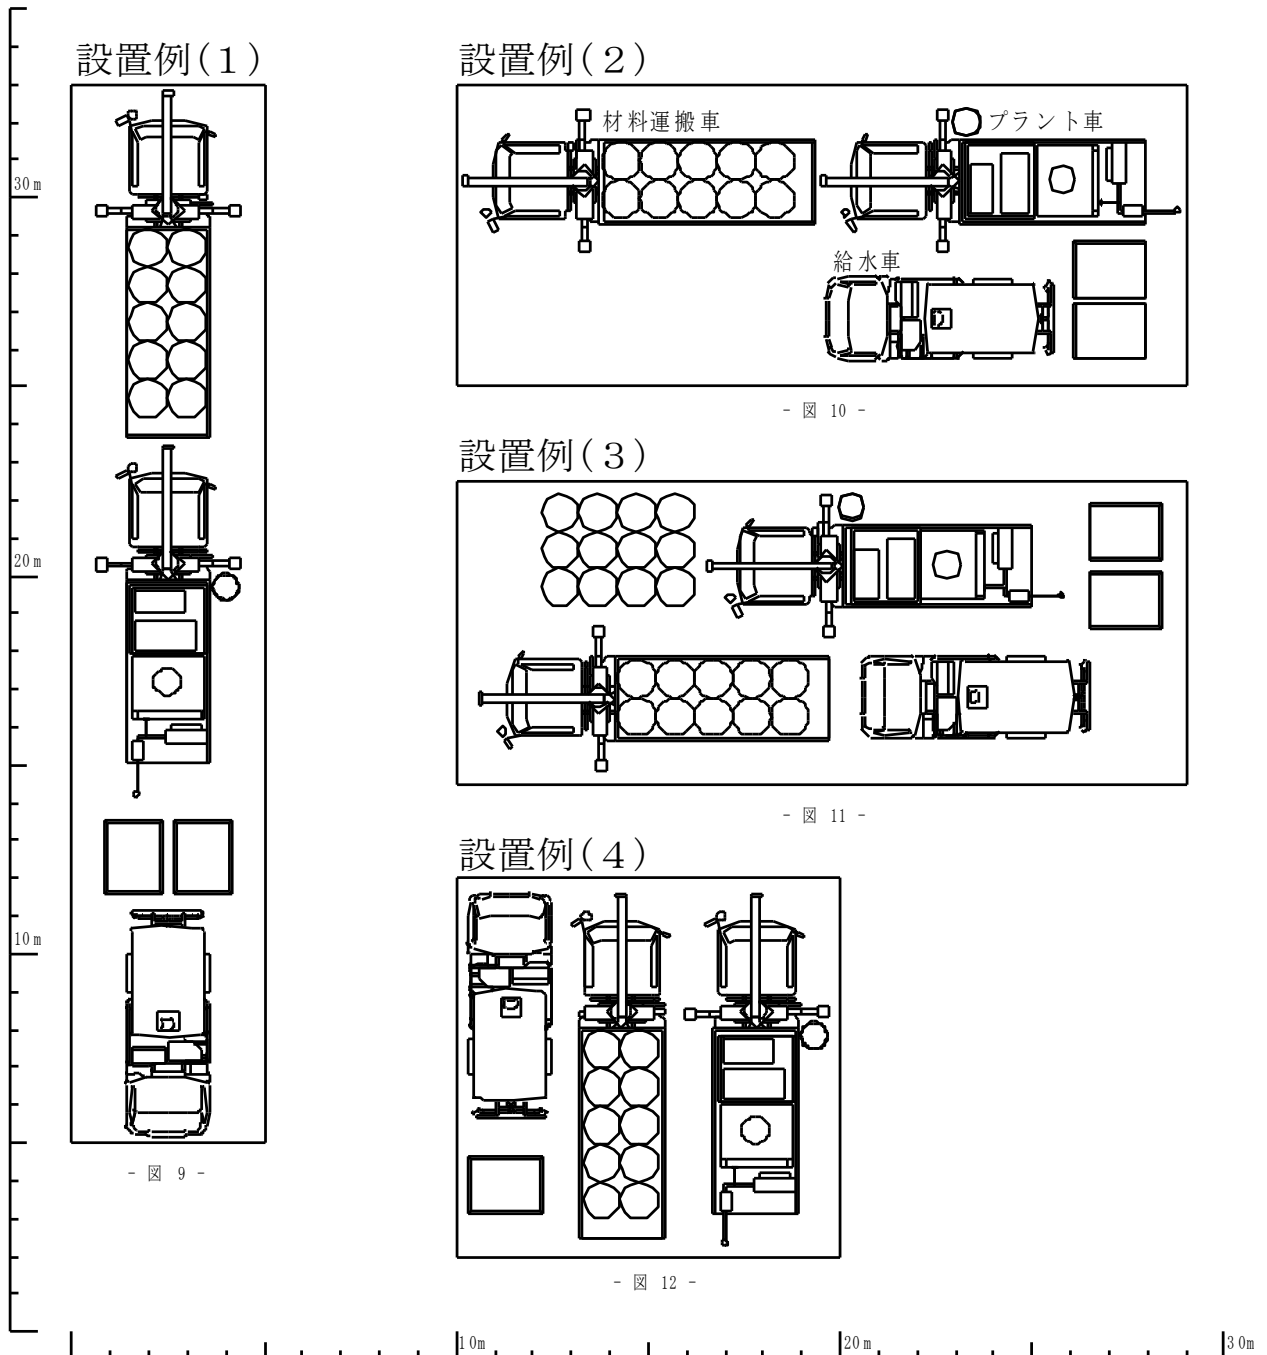 設置例(1)
設置例(2)
材料運搬車
プラント車
給水車
- 図 10 -
設置例(3)
- 図 11 -
設置例(4)
- 図 12 -
- 図 9 -
30m
20m
10m
10m
20m
30m